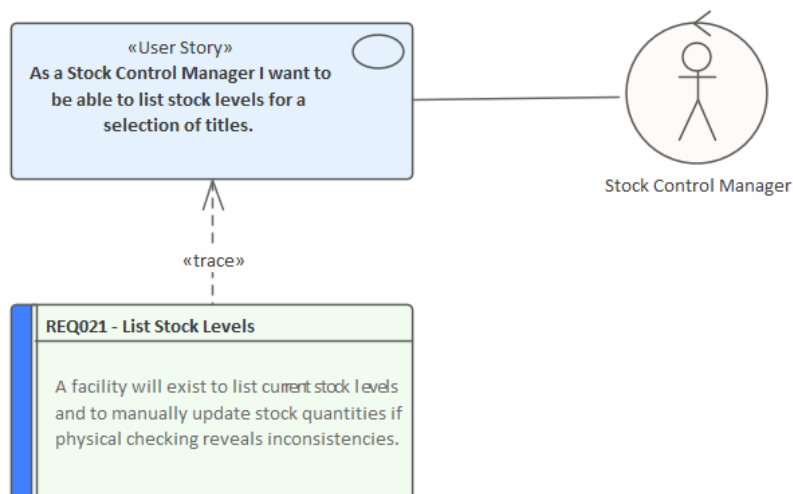 «User Story»
As a Stock Control Manager I want to
be able to list stock levels for a
selection of titles.
Stock Control Manager
«trace»
REQ021 - List Stock Levels
A facility will exist to list current stock levels
and to manually update stock quantities if
physical checking reveals inconsistencies.